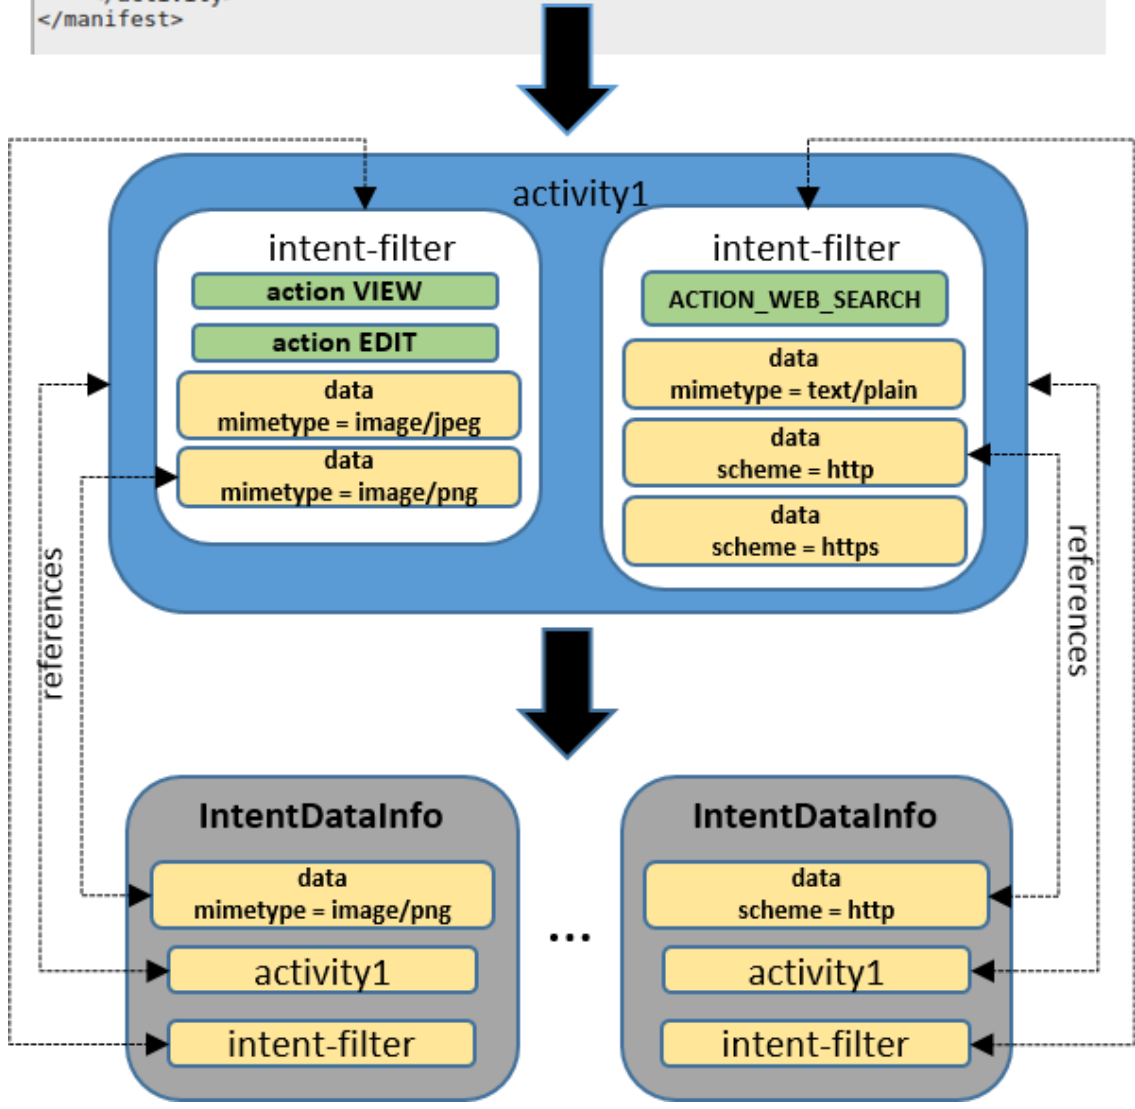 </manifest>
activity1
intent-filter
action VIEW
action EDIT
data
mimetype = image/jpeg
data
mimetype = image/png
intent-filter
ACTION_WEB_SEARCH
data
mimetype = text/plain
data
scheme = http
data
scheme = https
references
references
IntentDataInfo
data
mimetype = image/png
activity1
intent-filter
...
IntentDataInfo
data
scheme = http
activity1
intent-filter